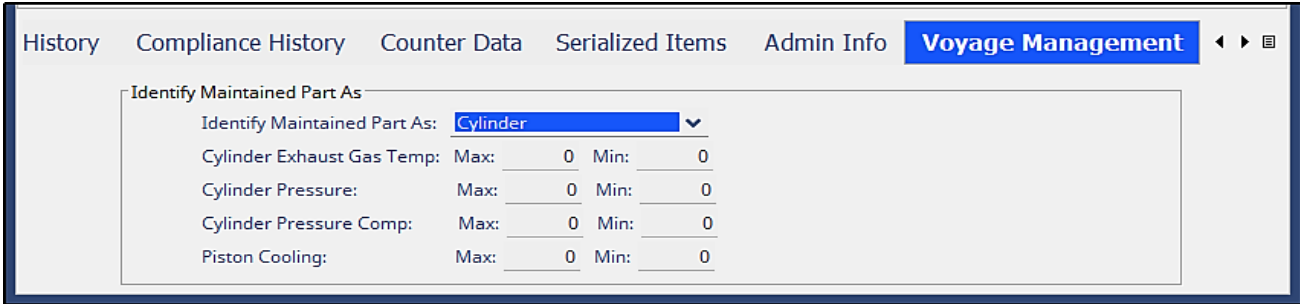 History Compliance History Counter Data Serialized Items Admin Info Voyage Management
Identify Maintained Part As
Identify Maintained Part As: Cylinder
Cylinder Exhaust Gas Temp: Max: 0 Min: 0
Cylinder Pressure: Max: 0 Min: 0
Cylinder Pressure Comp: Max: 0 Min: 0
Piston Cooling: Max: 0 Min: 0